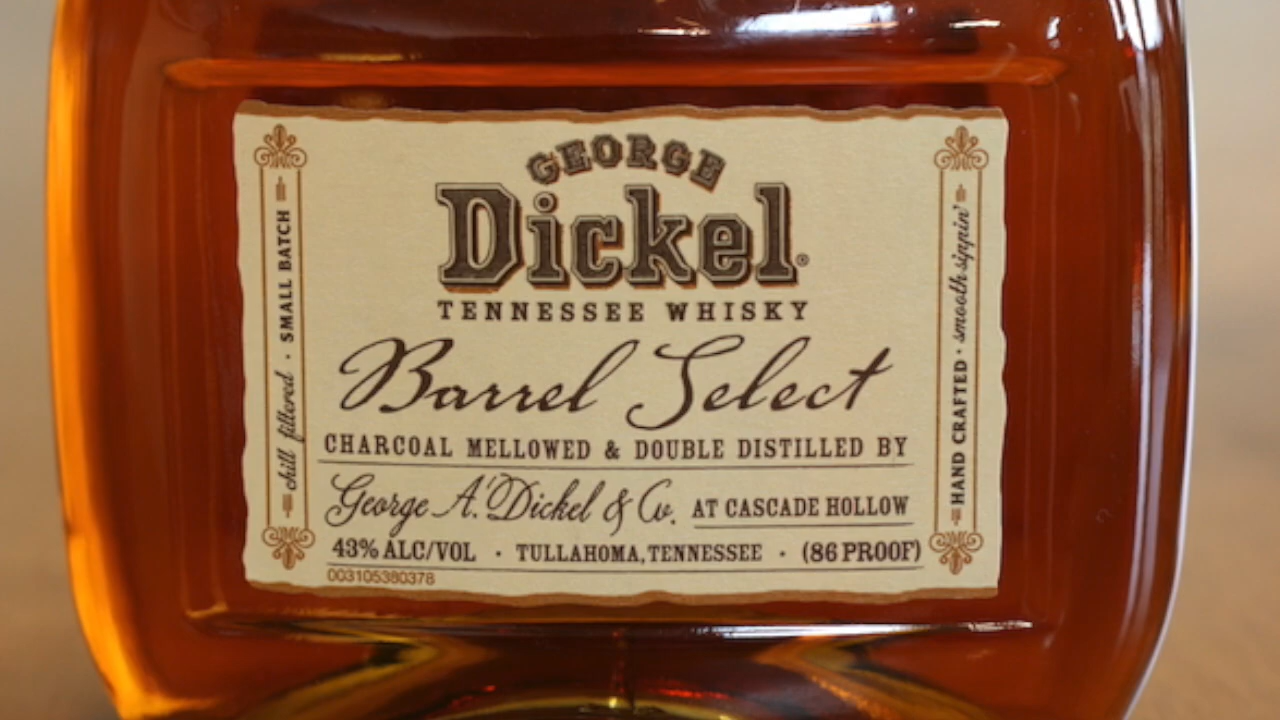 GEORGE
Dickel®
TENNESSEE WHISKY
Barrel Select
CHARCOAL MELLOWED & DOUBLE DISTILLED BY
George A. Dickel & Co. AT CASCADE HOLLOW
43% ALC/VOL · TULLAHOMA, TENNESSEE · (86 PROOF)
003105380378
chill filtered · SMALL BATCH
HAND CRAFTED · smooth sippin'